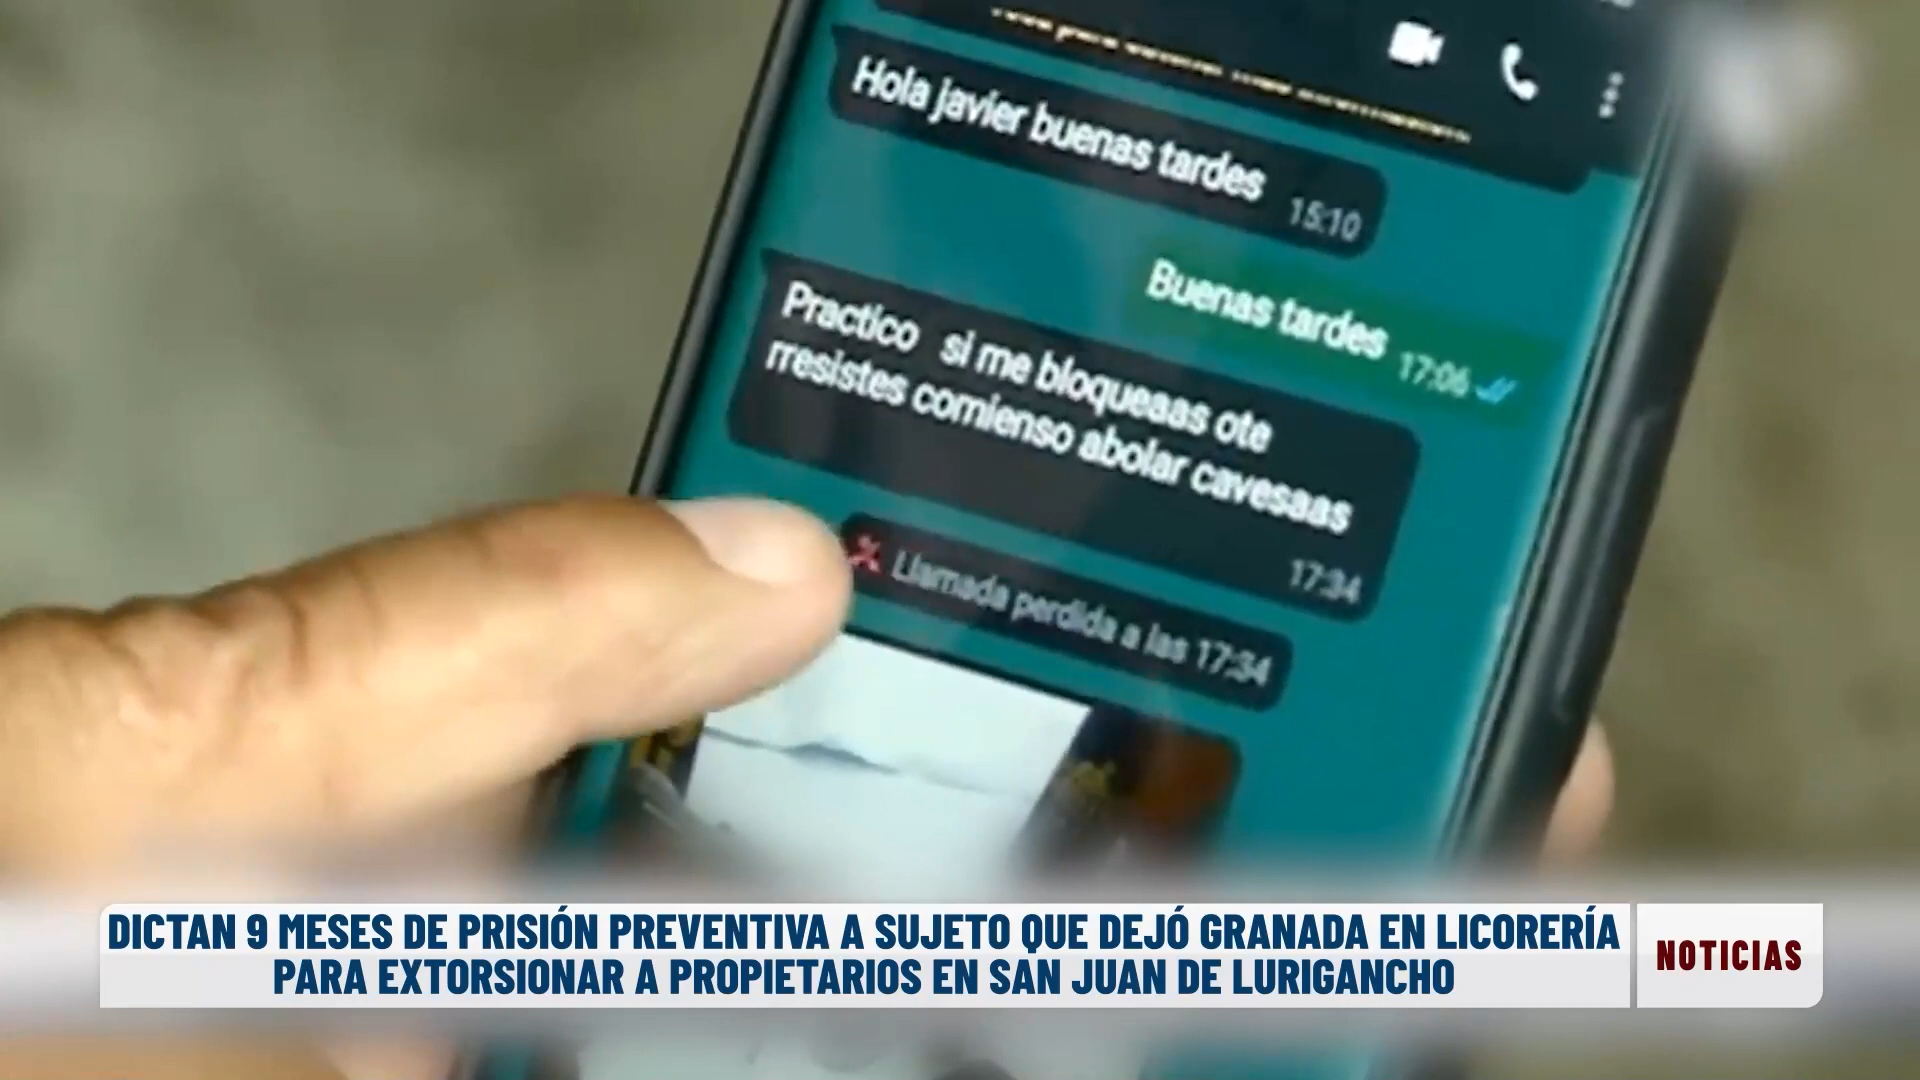 Hola javier buenas tardes
15:10
Buenas tardes
17:06
Practico si me bloqueaas ote
rresistes comienso abolar cavesaas
17:34
Llamada perdida a las 17:34
DICTAN 9 MESES DE PRISIÓN PREVENTIVA A SUJETO QUE DEJÓ GRANADA EN LICORERÍA
PARA EXTORSIONAR A PROPIETARIOS EN SAN JUAN DE LURIGANCHO
NOTICIAS